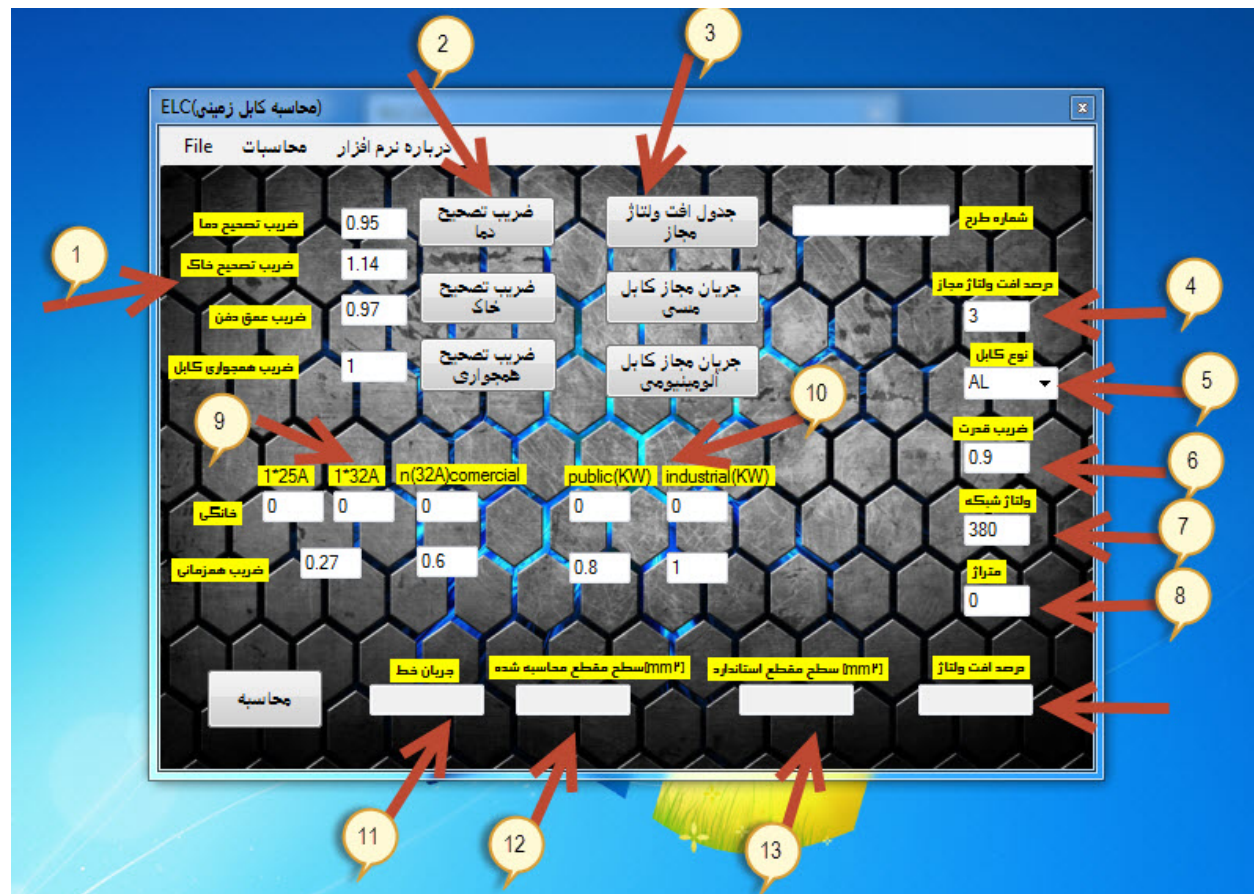 2
3
ELC(محاسبه کابل زمینی)
File محاسبات درباره نرم افزار
ضریب تصحیح دما
0.95
ضریب تصحیح
دما
جدول افت ولتاژ
مجاز
شماره طرح
1
ضریب تصحیح خاک
1.14
ضریب تصحیح
خاک
جریان مجاز کابل
مسی
درصد افت ولتاژ مجاز
3
4
ضریب عمق دفن
0.97
نوع کابل
AL
5
ضریب همجواری کابل
1
ضریب تصحیح
همجواری
جریان مجاز کابل
آلومینیومی
9
10
ضریب قدرت
0.9
6
1*25A 1*32A n(32A)comercial public(KW) industrial(KW)
خانگی
0 0 0 0 0
ولتاژ شبکه
380
7
ضریب همزمانی
0.27 0.6 0.8 1
متراژ
0
8
جریان خط
سطح مقطع محاسبه شده[mm۲]
سطح مقطع استاندارد [mm۲]
درصد افت ولتاژ
محاسبه
11
12
13